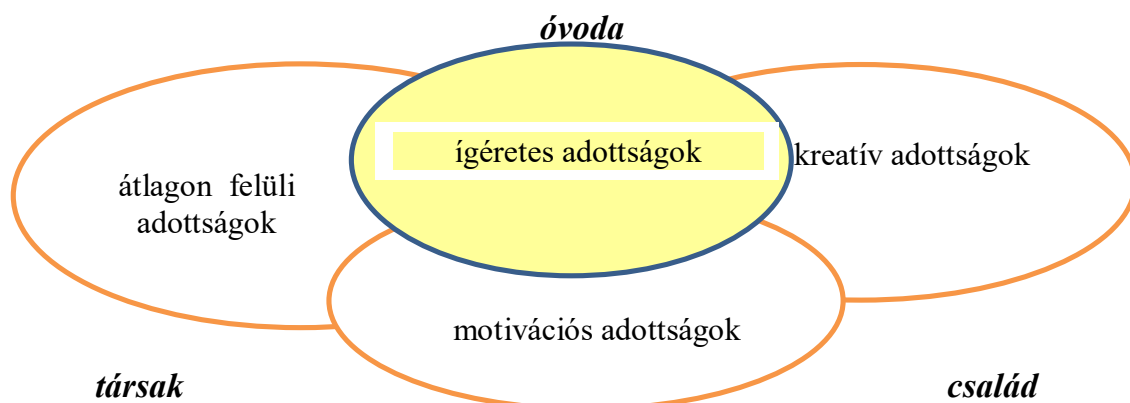 óvoda
ígéretes adottságok
kreatív adottságok
átlagon felüli
adottságok
motivációs adottságok
társak
család